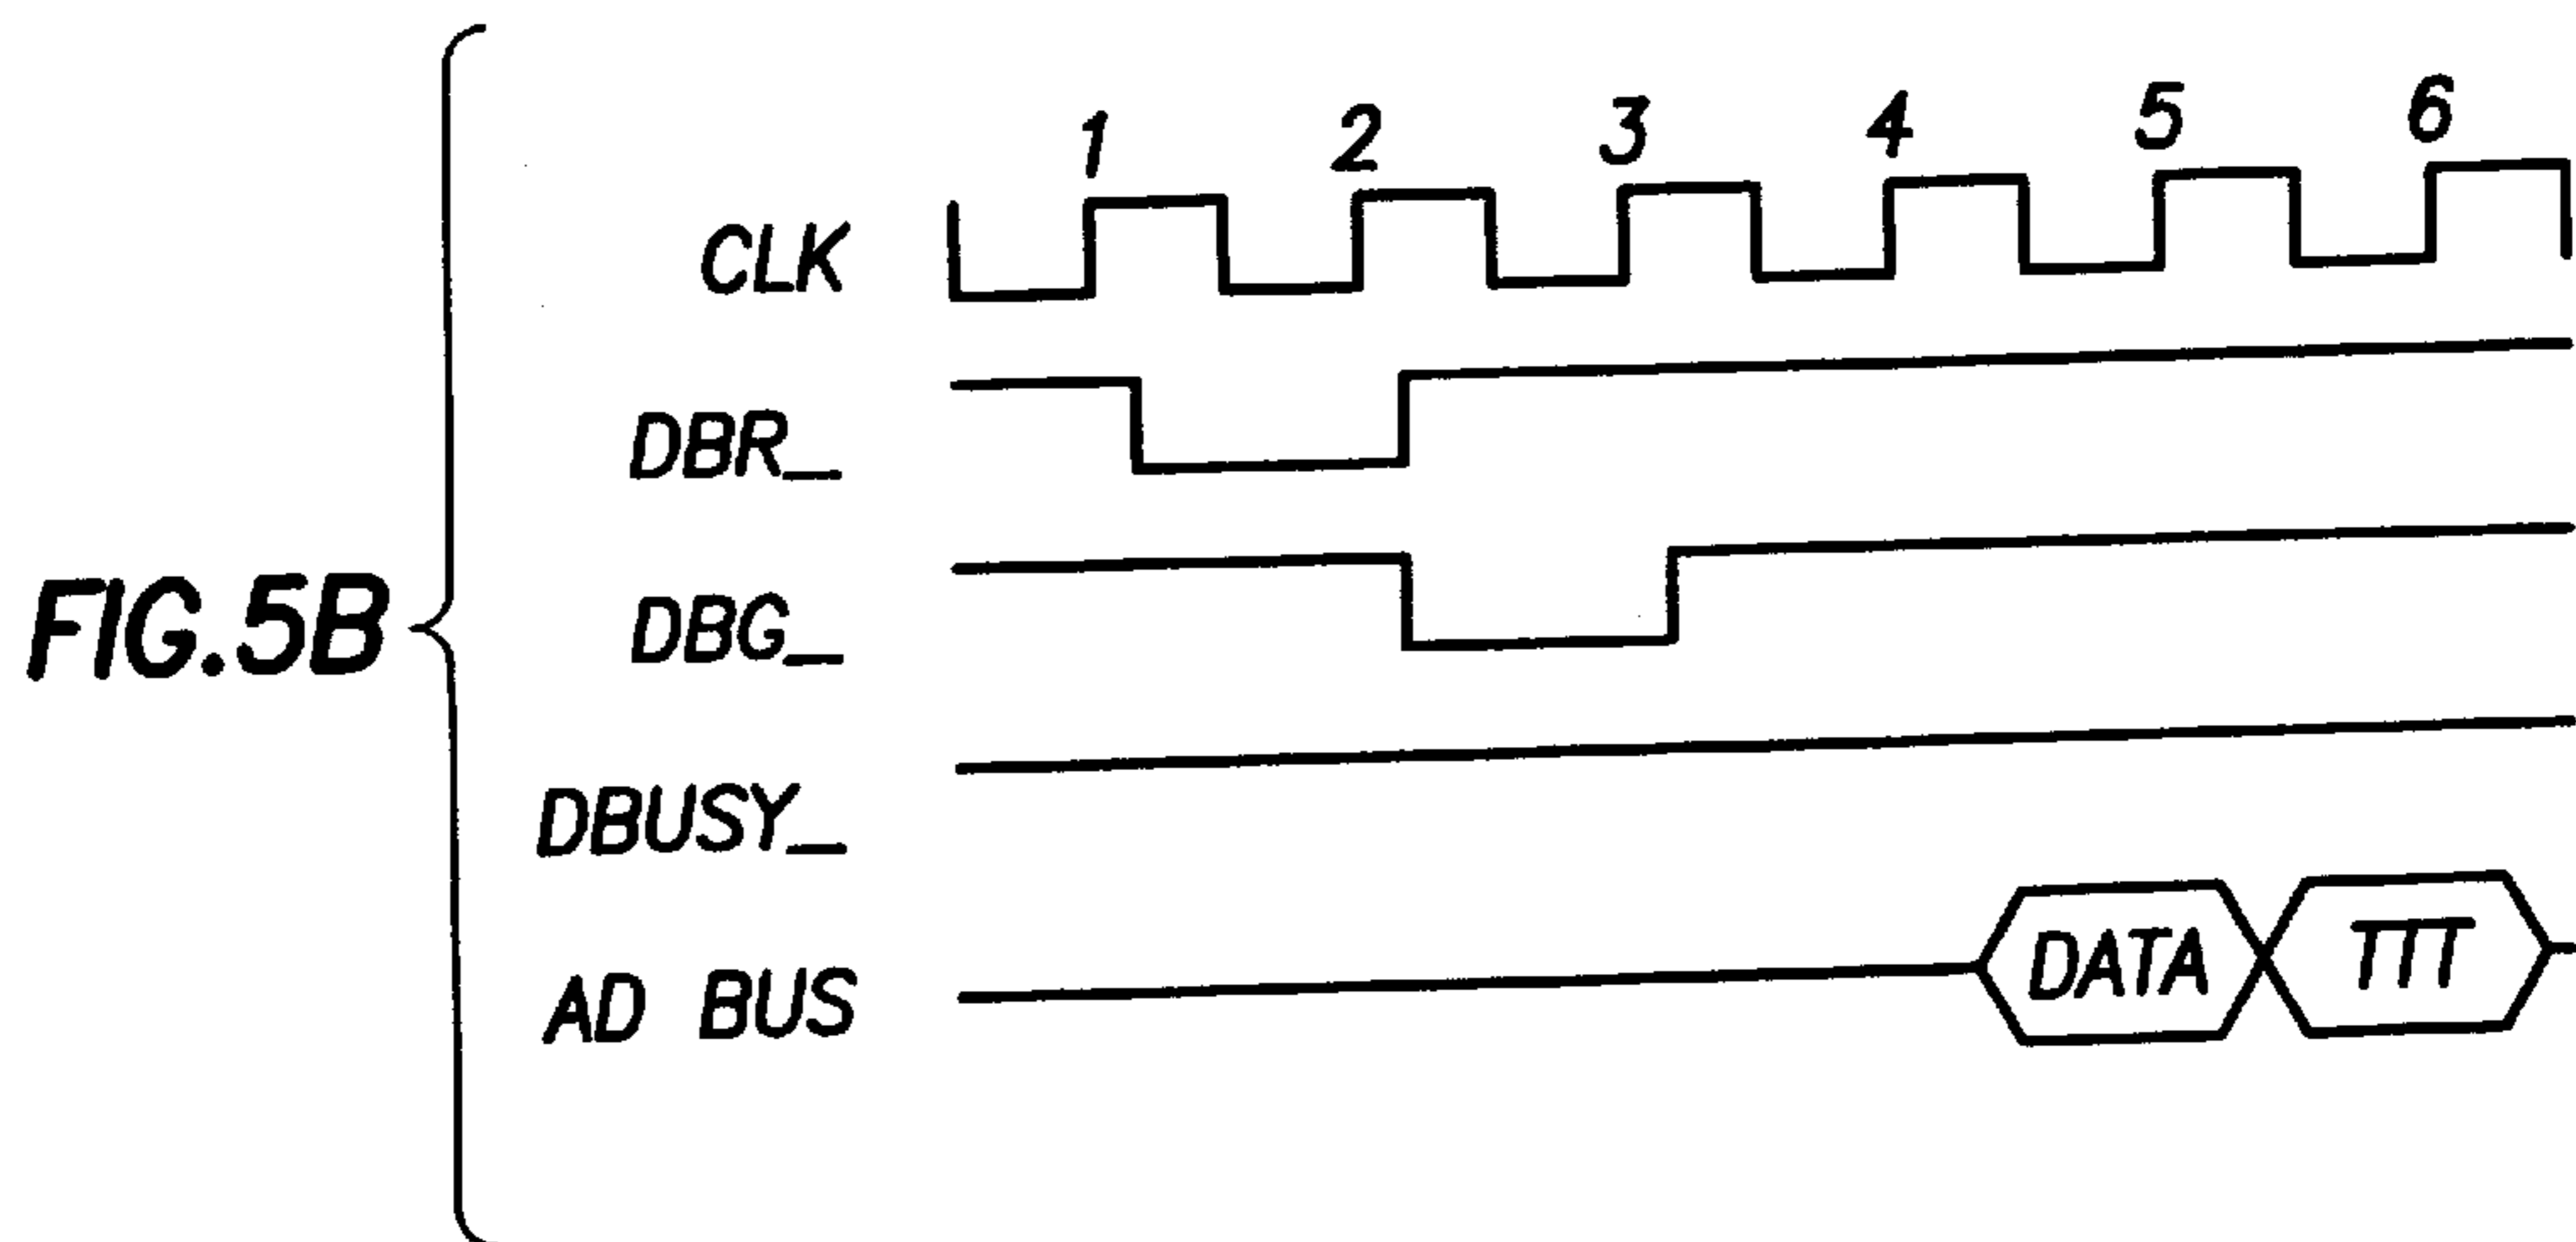 1 2 3 4 5 6
CLK
DBR_
DBG_
FIG.5B
DBUSY_
AD BUS
DATA
TTT